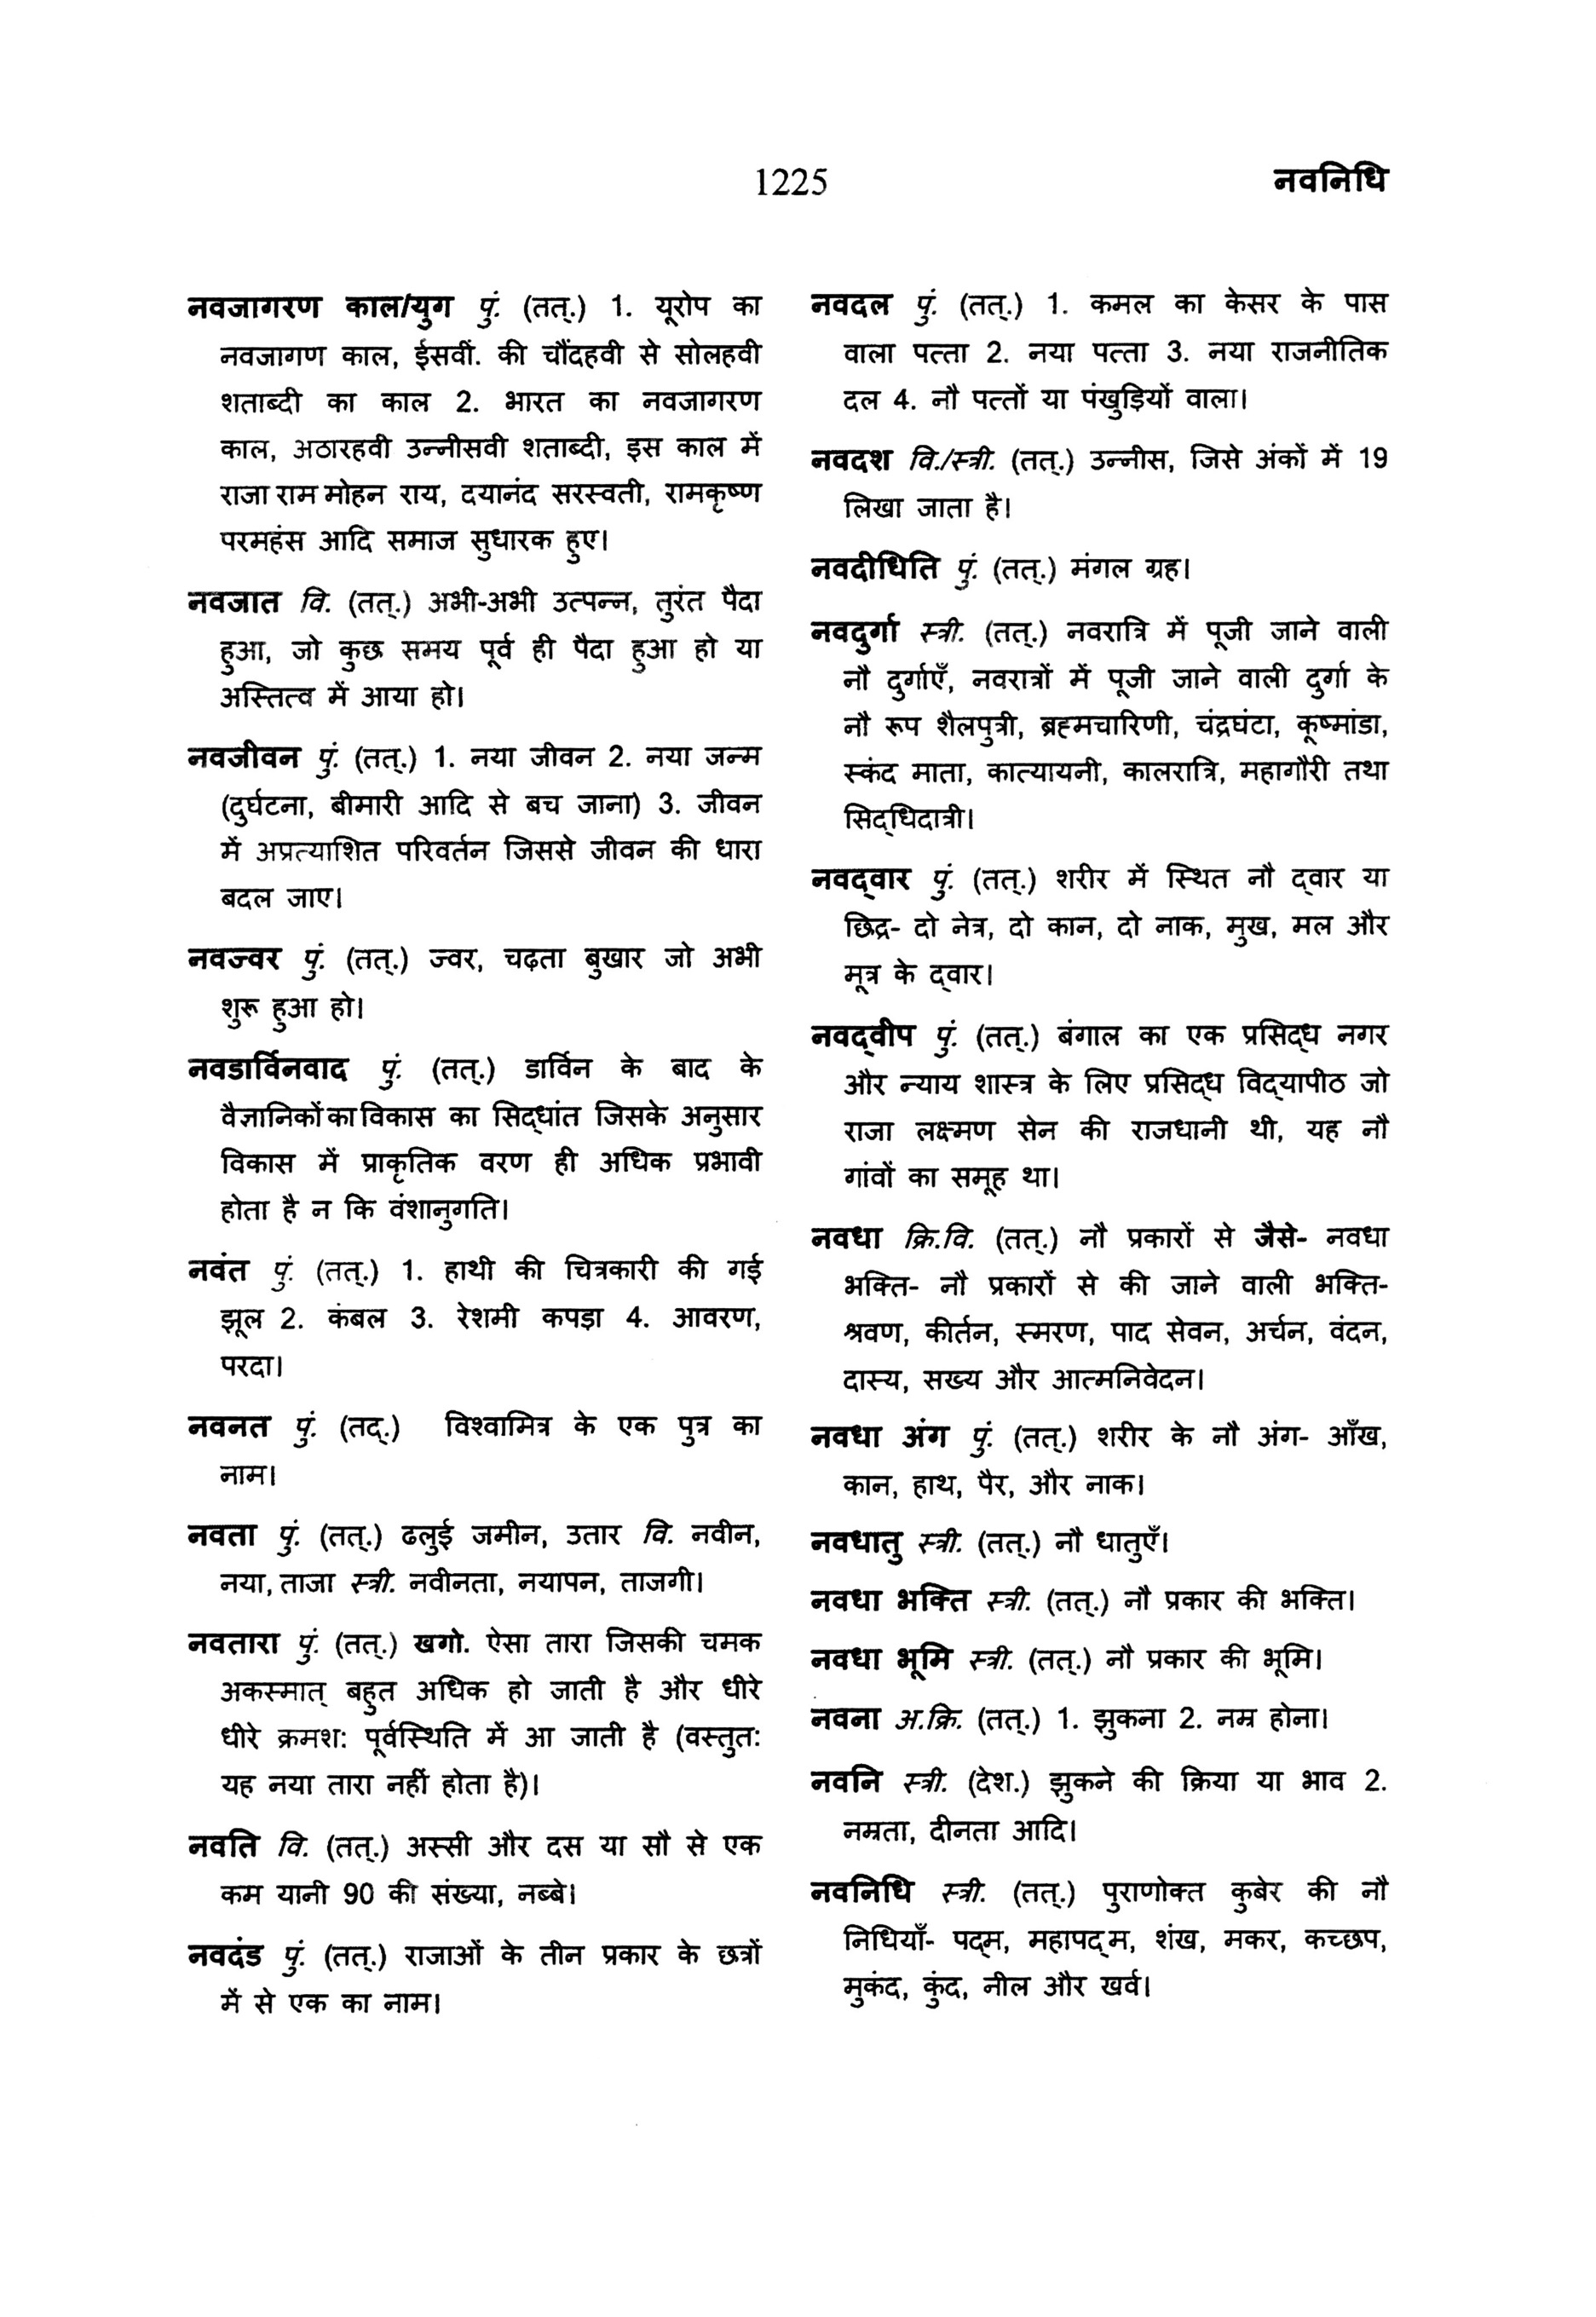 1225
नवनिधि
नवजागरण काल/युग पुं. (तत्.) 1. यूरोप का
नवजागण काल, ईसवीं. की चौंदहवी से सोलहवी
शताब्दी का काल 2. भारत का नवजागरण
काल, अठारहवी उन्नीसवी शताब्दी, इस काल में
राजा राम मोहन राय, दयानंद सरस्वती, रामकृष्ण
परमहंस आदि समाज सुधारक हुए।
नवजात वि. (तत्.) अभी-अभी उत्पन्न, तुरंत पैदा
हुआ, जो कुछ समय पूर्व ही पैदा हुआ हो या
अस्तित्व में आया हो।
नवजीवन पुं. (तत्.) 1. नया जीवन 2. नया जन्म
(दुर्घटना, बीमारी आदि से बच जाना) 3. जीवन
में अप्रत्याशित परिवर्तन जिससे जीवन की धारा
बदल जाए।
नवज्वर पुं. (तत्.) ज्वर, चढ़ता बुखार जो अभी
शुरू हुआ हो।
नवडार्विनवाद पुं. (तत्.) डार्विन के बाद के
वैज्ञानिकों का विकास का सिद्धांत जिसके अनुसार
विकास में प्राकृतिक वरण ही अधिक प्रभावी
होता है न कि वंशानुगति।
नवंत पुं. (तत्.) 1. हाथी की चित्रकारी की गई
झूल 2. कंबल 3. रेशमी कपड़ा 4. आवरण,
परदा।
नवनत पुं. (तद्.) विश्वामित्र के एक पुत्र का
नाम।
नवता पुं. (तत्.) ढलुई जमीन, उतार वि. नवीन,
नया, ताजा स्त्री. नवीनता, नयापन, ताजगी।
नवतारा पुं. (तत्.) खगो. ऐसा तारा जिसकी चमक
अकस्मात् बहुत अधिक हो जाती है और धीरे
धीरे क्रमश: पूर्वस्थिति में आ जाती है (वस्तुत:
यह नया तारा नहीं होता है)।
नवति वि. (तत्.) अस्सी और दस या सौ से एक
कम यानी 90 की संख्या, नब्बे।
नवदंड पुं. (तत्.) राजाओं के तीन प्रकार के छत्रों
में से एक का नाम।
नवदल पुं. (तत्.) 1. कमल का केसर के पास
वाला पत्ता 2. नया पत्ता 3. नया राजनीतिक
दल 4. नौ पत्तों या पंखुड़ियों वाला।
नवदश वि./स्त्री. (तत्.) उन्नीस, जिसे अंकों में 19
लिखा जाता है।
नवदीधिति पुं. (तत्.) मंगल ग्रह।
नवदुर्गा स्त्री. (तत्.) नवरात्रि में पूजी जाने वाली
नौ दुर्गाएँ, नवरात्रों में पूजी जाने वाली दुर्गा के
नौ रूप शैलपुत्री, ब्रह्मचारिणी, चंद्रघंटा, कूष्मांडा,
स्कंद माता, कात्यायनी, कालरात्रि, महागौरी तथा
सिद्धिदात्री।
नवद्वार पुं. (तत्.) शरीर में स्थित नौ द्वार या
छिद्र- दो नेत्र, दो कान, दो नाक, मुख, मल और
मूत्र के द्वार।
नवद्वीप पुं. (तत्.) बंगाल का एक प्रसिद्ध नगर
और न्याय शास्त्र के लिए प्रसिद्ध विद्यापीठ जो
राजा लक्ष्मण सेन की राजधानी थी, यह नौ
गांवों का समूह था।
नवधा क्रि.वि. (तत्.) नौ प्रकारों से जैसे- नवधा
भक्ति- नौ प्रकारों से की जाने वाली भक्ति-
श्रवण, कीर्तन, स्मरण, पाद सेवन, अर्चन, वंदन,
दास्य, सख्य और आत्मनिवेदन।
नवधा अंग पुं. (तत्.) शरीर के नौ अंग- आँख,
कान, हाथ, पैर, और नाक।
नवधातु स्त्री. (तत्.) नौ धातुएँ।
नवधा भक्ति स्त्री. (तत्.) नौ प्रकार की भक्ति।
नवधा भूमि स्त्री. (तत्.) नौ प्रकार की भूमि।
नवना अ.क्रि. (तत्.) 1. झुकना 2. नम्र होना।
नवनि स्त्री. (देश.) झुकने की क्रिया या भाव 2.
नम्रता, दीनता आदि।
नवनिधि स्त्री. (तत्.) पुराणोक्त कुबेर की नौ
निधियाँ- पद्म, महापद्म, शंख, मकर, कच्छप,
मुकंद, कुंद, नील और खर्व।